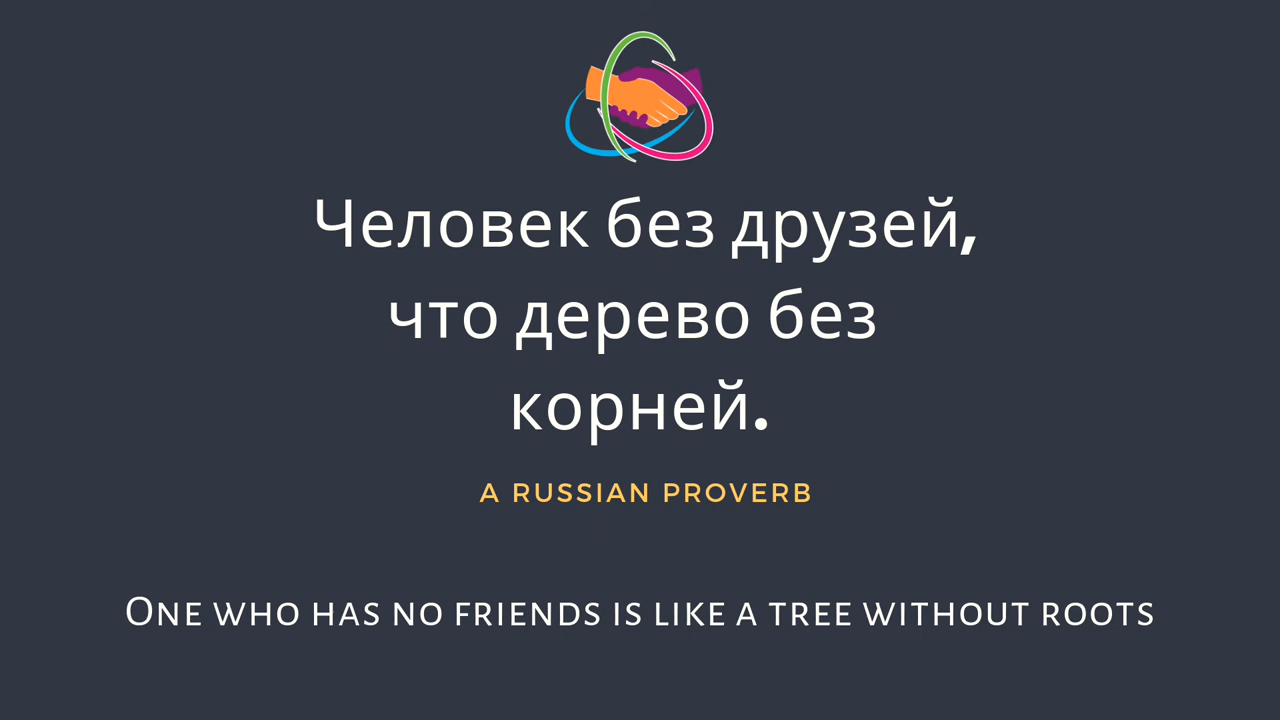 Человек без друзей,
что дерево без
корней.
A RUSSIAN PROVERB
One who has no friends is like a tree without roots